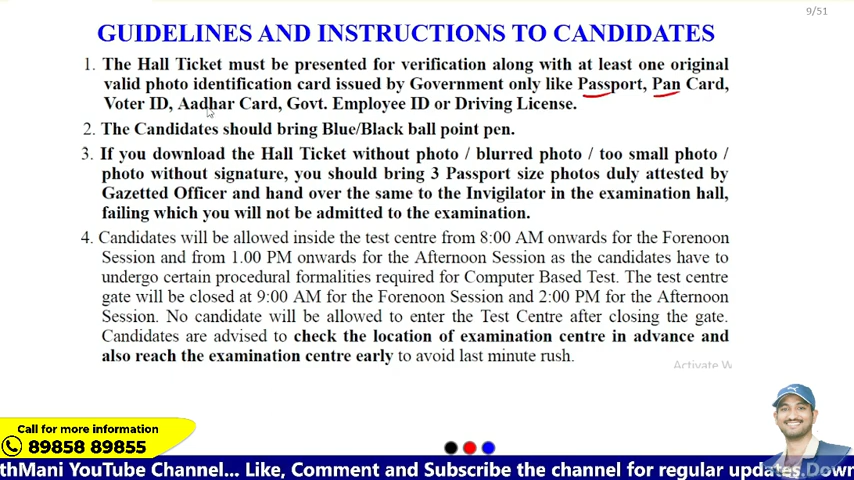 9/51
GUIDELINES AND INSTRUCTIONS TO CANDIDATES
1. The Hall Ticket must be presented for verification along with at least one original
valid photo identification card issued by Government only like Passport, Pan Card,
Voter ID, Aadhar Card, Govt. Employee ID or Driving License.
2. The Candidates should bring Blue/Black ball point pen.
3. If you download the Hall Ticket without photo / blurred photo / too small photo /
photo without signature, you should bring 3 Passport size photos duly attested by
Gazetted Officer and hand over the same to the Invigilator in the examination hall,
failing which you will not be admitted to the examination.
4. Candidates will be allowed inside the test centre from 8:00 AM onwards for the Forenoon
Session and from 1.00 PM onwards for the Afternoon Session as the candidates have to
undergo certain procedural formalities required for Computer Based Test. The test centre
gate will be closed at 9:00 AM for the Forenoon Session and 2:00 PM for the Afternoon
Session. No candidate will be allowed to enter the Test Centre after closing the gate.
Candidates are advised to check the location of examination centre in advance and
also reach the examination centre early to avoid last minute rush.
Activate W
Call for more information
89858 89855
thMani YouTube Channel... Like, Comment and Subscribe the channel for regular updates.Down